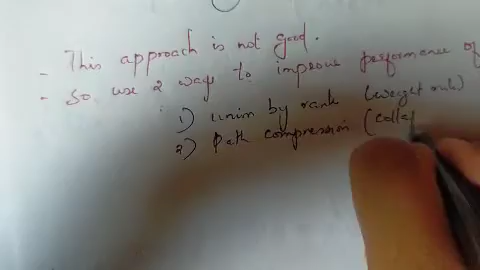 - This approach is not good.
- So, use 2 ways to improve performance of
1) union by rank (weight rule)
2) Path compression (colla